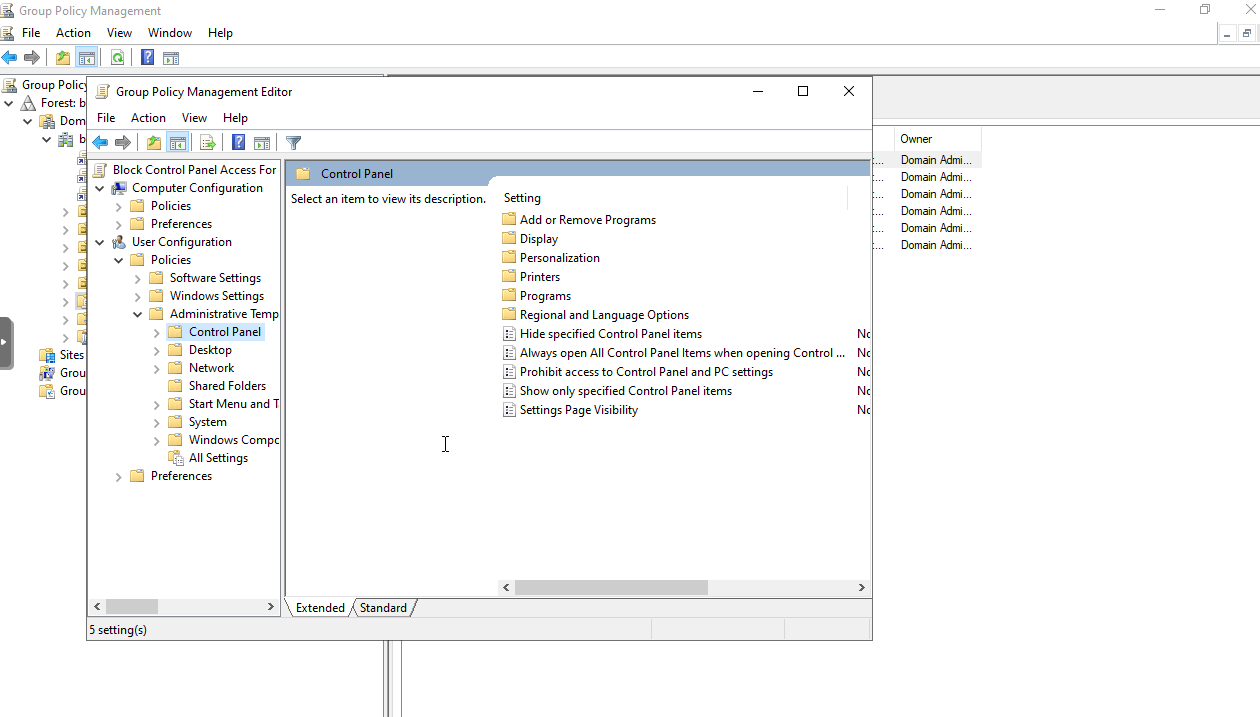 Group Policy Management
File Action View Window Help
Group Policy
Forest: b
Dom
b
Sites
Grou
Grou
Owner
Domain Admi...
Domain Admi...
Domain Admi...
Domain Admi...
Domain Admi...
Domain Admi...
Group Policy Management Editor
File Action View Help
Block Control Panel Access For
Computer Configuration
Policies
Preferences
User Configuration
Policies
Software Settings
Windows Settings
Administrative Temp
Control Panel
Desktop
Network
Shared Folders
Start Menu and T
System
Windows Compo
All Settings
Preferences
Control Panel
Select an item to view its description.
Setting
Add or Remove Programs
Display
Personalization
Printers
Programs
Regional and Language Options
Hide specified Control Panel items No
Always open All Control Panel Items when opening Control ... No
Prohibit access to Control Panel and PC settings No
Show only specified Control Panel items No
Settings Page Visibility No
Extended Standard
5 setting(s)